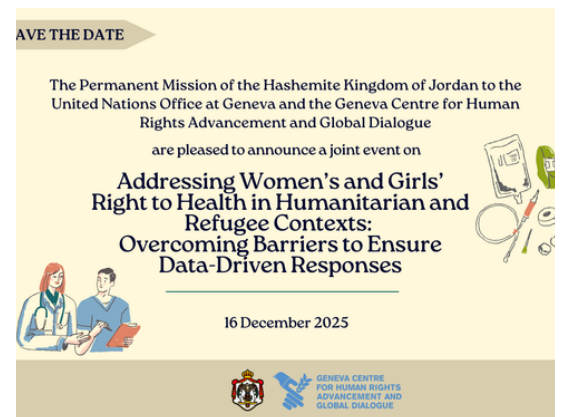 AVE THE DATE
The Permanent Mission of the Hashemite Kingdom of Jordan to the
United Nations Office at Geneva and the Geneva Centre for Human
Rights Advancement and Global Dialogue
are pleased to announce a joint event on
Addressing Women's and Girls'
Right to Health in Humanitarian and
Refugee Contexts:
Overcoming Barriers to Ensure
Data-Driven Responses
16 December 2025
GENEVA CENTRE
FOR HUMAN RIGHTS
ADVANCEMENT AND
GLOBAL DIALOGUE